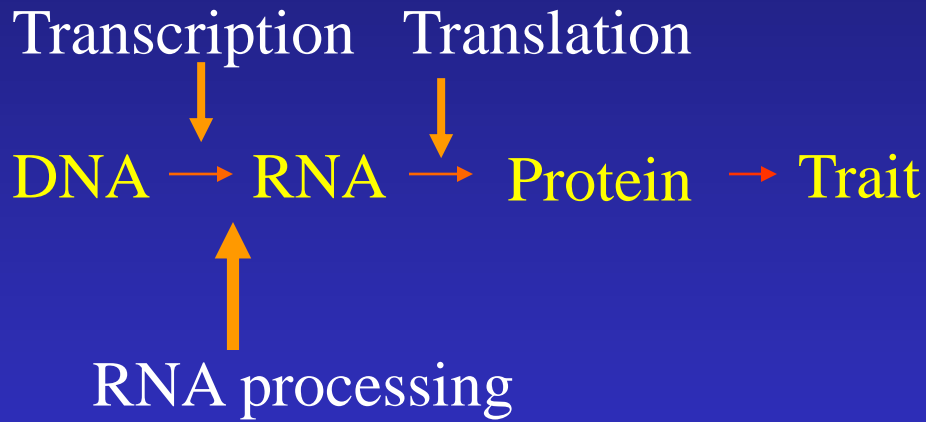 Transcription Translation
DNA RNA Protein Trait
RNA processing